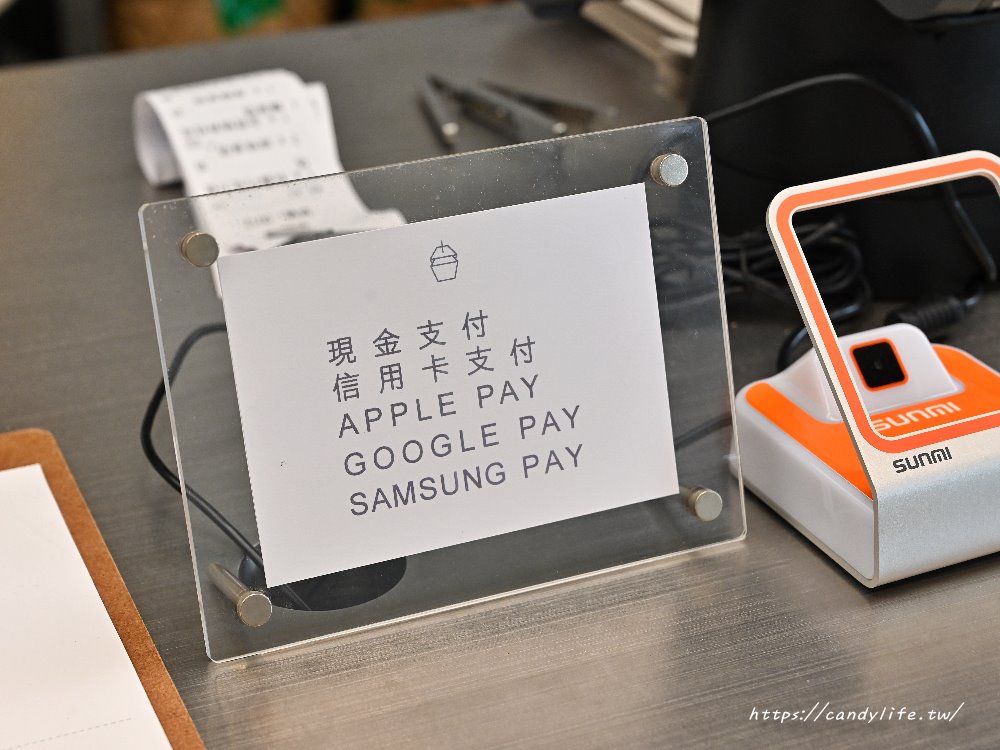 現金支付
信用卡支付
APPLE PAY
GOOGLE PAY
SAMSUNG PAY
SUNMI
SUNMI
https://candylife.tw/